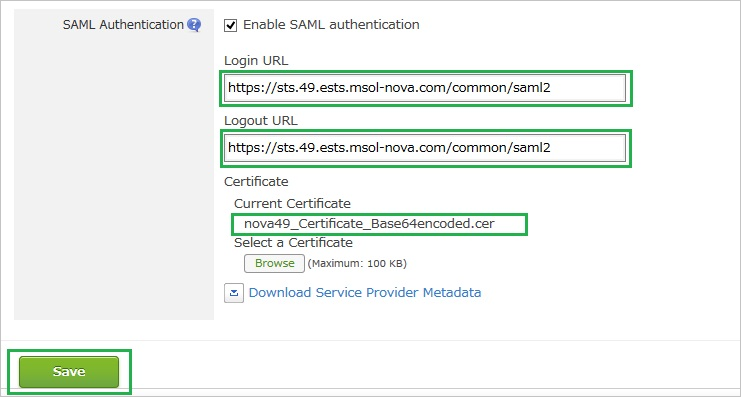 SAML Authentication ?
Enable SAML authentication
Login URL
https://sts.49.ests.msol-nova.com/common/saml2
Logout URL
https://sts.49.ests.msol-nova.com/common/saml2
Certificate
Current Certificate
nova49_Certificate_Base64encoded.cer
Select a Certificate
Browse (Maximum: 100 KB)
Download Service Provider Metadata
Save